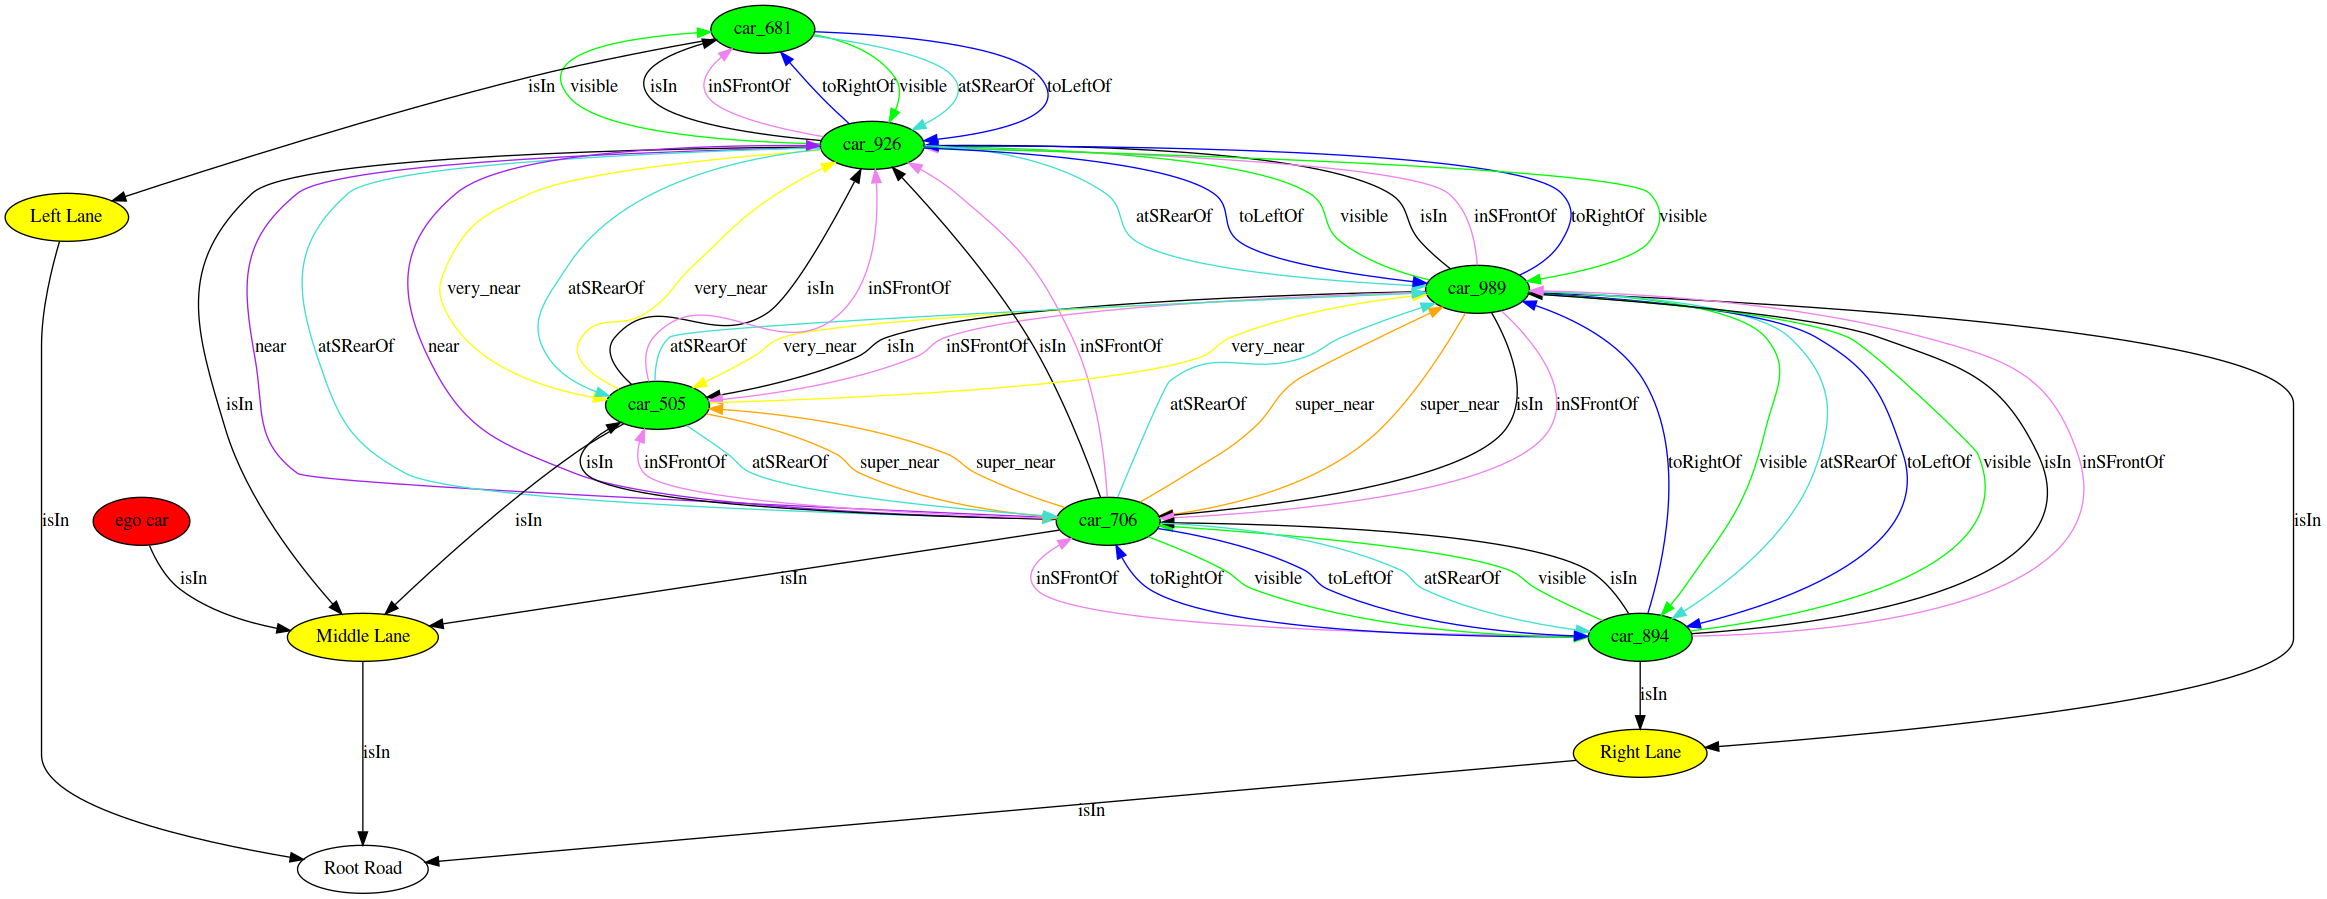 car_681
isIn visible isIn inSFrontOf toRightOf visible atSRearOf toLeftOf
car_926
Left Lane atSRearOf toLeftOf visible isIn inSFrontOf toRightOf visible
very_near atSRearOf very_near isIn inSFrontOf car_989
near atSRearOf near atSRearOf very_near isIn inSFrontOf isIn inSFrontOf very_near
isIn car_505 atSRearOf super_near super_near isIn inSFrontOf
isIn inSFrontOf atSRearOf super_near super_near toRightOf visible atSRearOf toLeftOf visible isIn inSFrontOf
isIn ego car isIn car_706 isIn
isIn isIn inSFrontOf toRightOf visible toLeftOf atSRearOf visible isIn
Middle Lane car_894
isIn
isIn Right Lane
isIn
Root Road